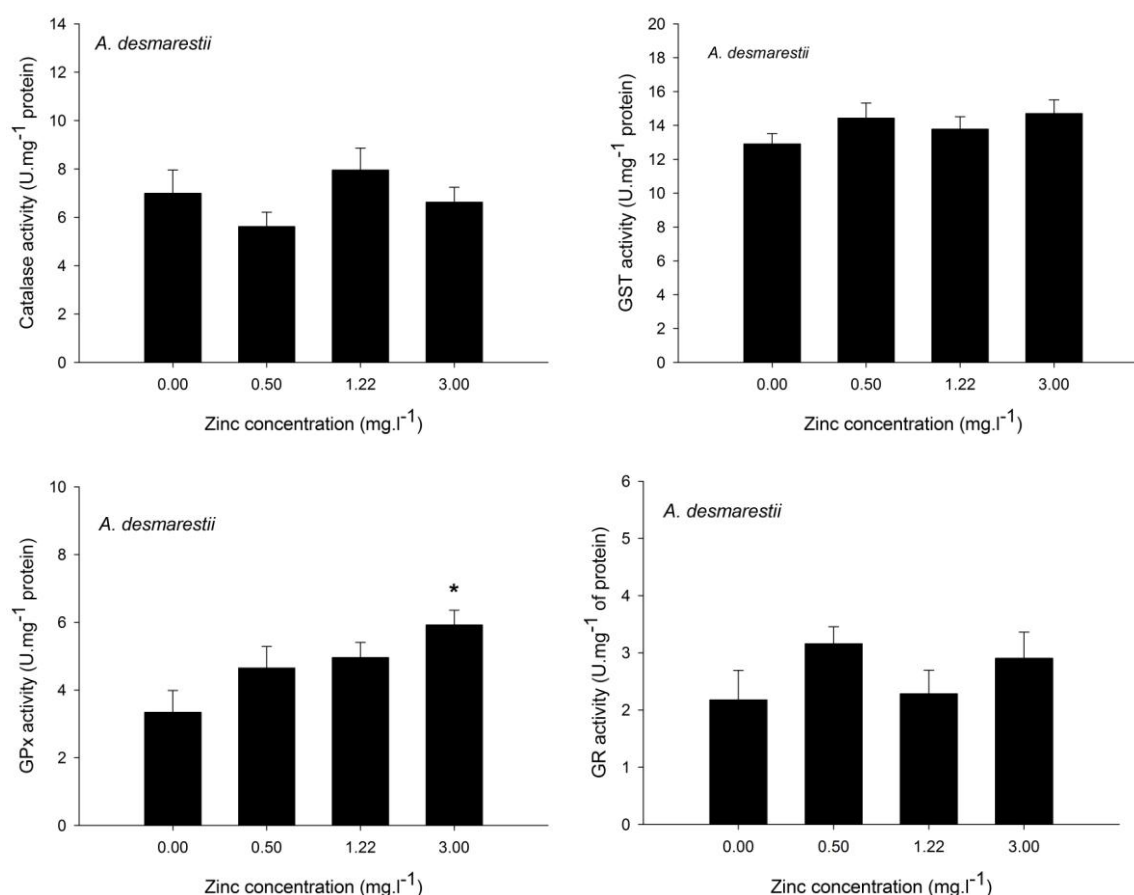 A. desmarestii
Catalase activity (U.mg⁻¹ protein)
14
12
10
8
6
4
2
0
0.00 0.50 1.22 3.00
Zinc concentration (mg.l⁻¹)
A. desmarestii
GST activity (U.mg⁻¹ protein)
20
18
16
14
12
10
8
6
4
2
0
0.00 0.50 1.22 3.00
Zinc concentration (mg.l⁻¹)
A. desmarestii
GPx activity (U.mg⁻¹ protein)
10
8
6
4
2
0
*
0.00 0.50 1.22 3.00
Zinc concentration (mg.l⁻¹)
A. desmarestii
GR activity (U.mg⁻¹ of protein)
6
5
4
3
2
1
0
0.00 0.50 1.22 3.00
Zinc concentration (mg.l⁻¹)